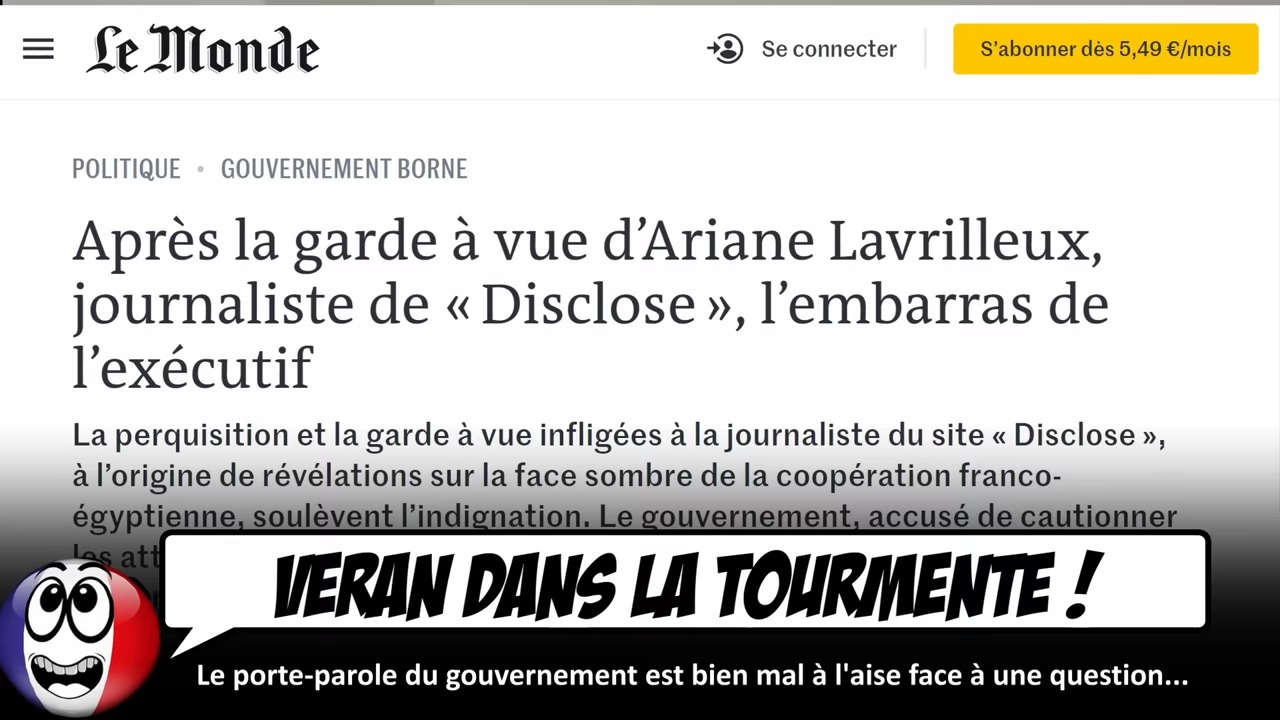 Le Monde
Se connecter
S'abonner dès 5,49 €/mois
POLITIQUE • GOUVERNEMENT BORNE
Après la garde à vue d’Ariane Lavrilleux,
journaliste de « Disclose », l’embarras de
l’exécutif
La perquisition et la garde à vue infligées à la journaliste du site « Disclose »,
à l’origine de révélations sur la face sombre de la coopération franco-
égyptienne, soulèvent l’indignation. Le gouvernement, accusé de cautionner
les
VERAN DANS LA TOURMENTE !
Le porte-parole du gouvernement est bien mal à l'aise face à une question...